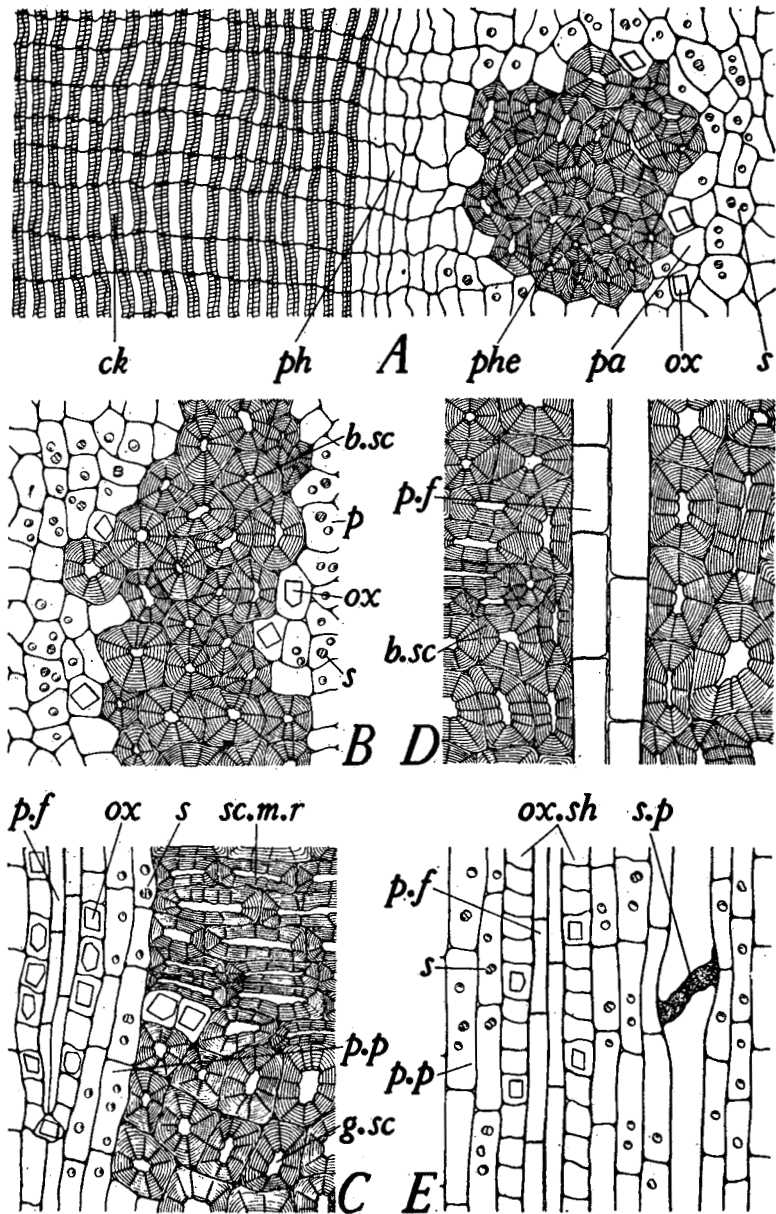 ck ph A phe pa ox s
b.sc
p
ox
s
B
p.f
b.sc
D
p.f ox s sc.m.r
p.p
g.sc
C
ox.sh s.p
p.f
s
p.p
E